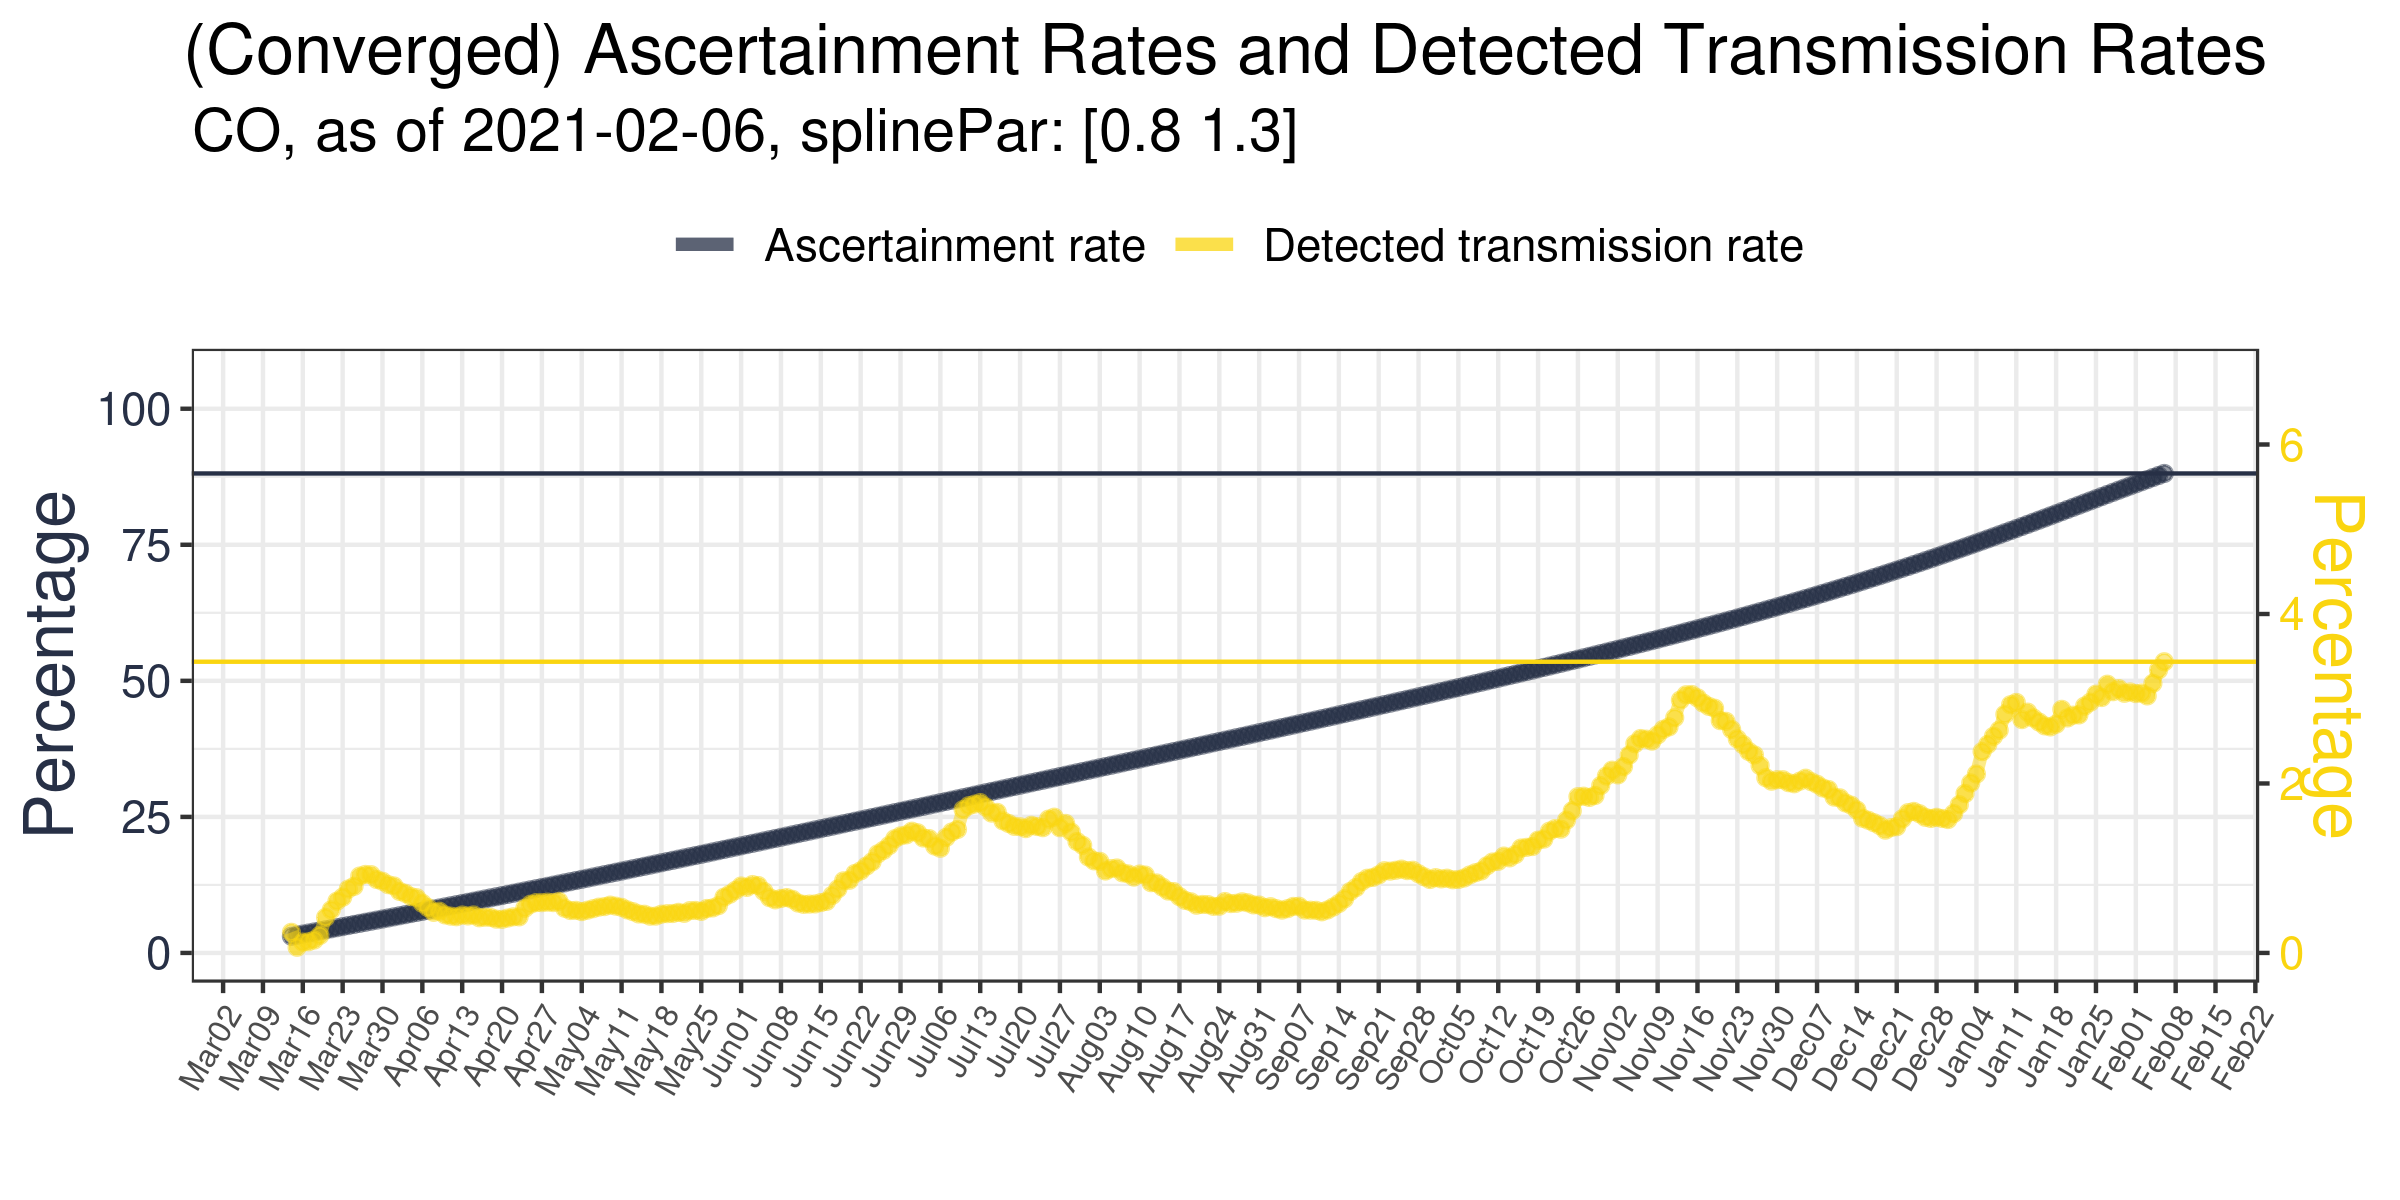 (Converged) Ascertainment Rates and Detected Transmission Rates
CO, as of 2021-02-06, splinePar: [0.8 1.3]
Ascertainment rate
Detected transmission rate
Percentage
100
75
50
25
0
6
4
2
0
Percentage
Mar02
Mar09
Mar16
Mar23
Mar30
Apr06
Apr13
Apr20
Apr27
May04
May11
May18
May25
Jun01
Jun08
Jun15
Jun22
Jun29
Jul06
Jul13
Jul20
Jul27
Aug03
Aug10
Aug17
Aug24
Aug31
Sep07
Sep14
Sep21
Sep28
Oct05
Oct12
Oct19
Oct26
Nov02
Nov09
Nov16
Nov23
Nov30
Dec07
Dec14
Dec21
Dec28
Jan04
Jan11
Jan18
Jan25
Feb01
Feb08
Feb15
Feb22